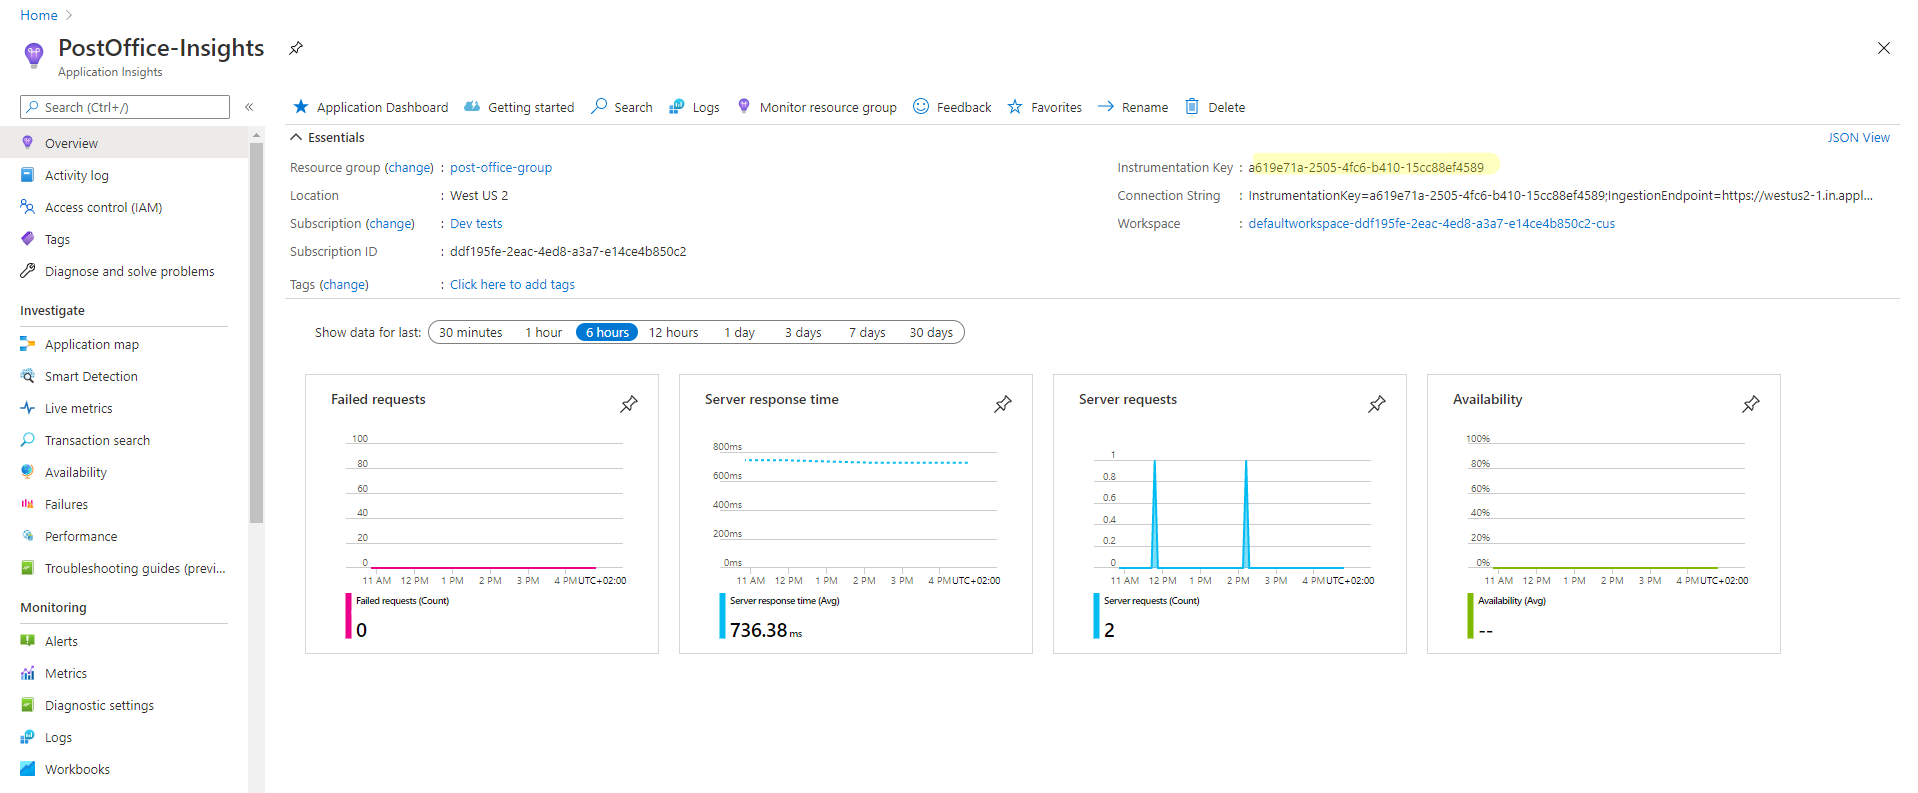 Home
PostOffice-Insights
Application Insights
Search (Ctrl+/)
«
Overview
Activity log
Access control (IAM)
Tags
Diagnose and solve problems
Investigate
Application map
Smart Detection
Live metrics
Transaction search
Availability
Failures
Performance
Troubleshooting guides (previ...
Monitoring
Alerts
Metrics
Diagnostic settings
Logs
Workbooks
Application Dashboard Getting started Search Logs Monitor resource group Feedback Favorites Rename Delete
Essentials
JSON View
Resource group (change) : post-office-group
Location : West US 2
Subscription (change) : Dev tests
Subscription ID : ddf195fe-2eac-4ed8-a3a7-e14ce4b850c2
Tags (change) : Click here to add tags
Instrumentation Key : a619e71a-2505-4fc6-b410-15cc88ef4589
Connection String : InstrumentationKey=a619e71a-2505-4fc6-b410-15cc88ef4589;IngestionEndpoint=https://westus2-1.in.appl...
Workspace : defaultworkspace-ddf195fe-2eac-4ed8-a3a7-e14ce4b850c2-cus
Show data for last: 30 minutes 1 hour 6 hours 12 hours 1 day 3 days 7 days 30 days
Failed requests
100
80
60
40
20
0
11 AM 12 PM 1 PM 2 PM 3 PM 4 PM UTC+02:00
Failed requests (Count)
0
Server response time
800ms
600ms
400ms
200ms
0ms
11 AM 12 PM 1 PM 2 PM 3 PM 4 PM UTC+02:00
Server response time (Avg)
736.38 ms
Server requests
1
0.8
0.6
0.4
0.2
0
11 AM 12 PM 1 PM 2 PM 3 PM 4 PM UTC+02:00
Server requests (Count)
2
Availability
100%
80%
60%
40%
20%
0%
11 AM 12 PM 1 PM 2 PM 3 PM 4 PM UTC+02:00
Availability (Avg)
--